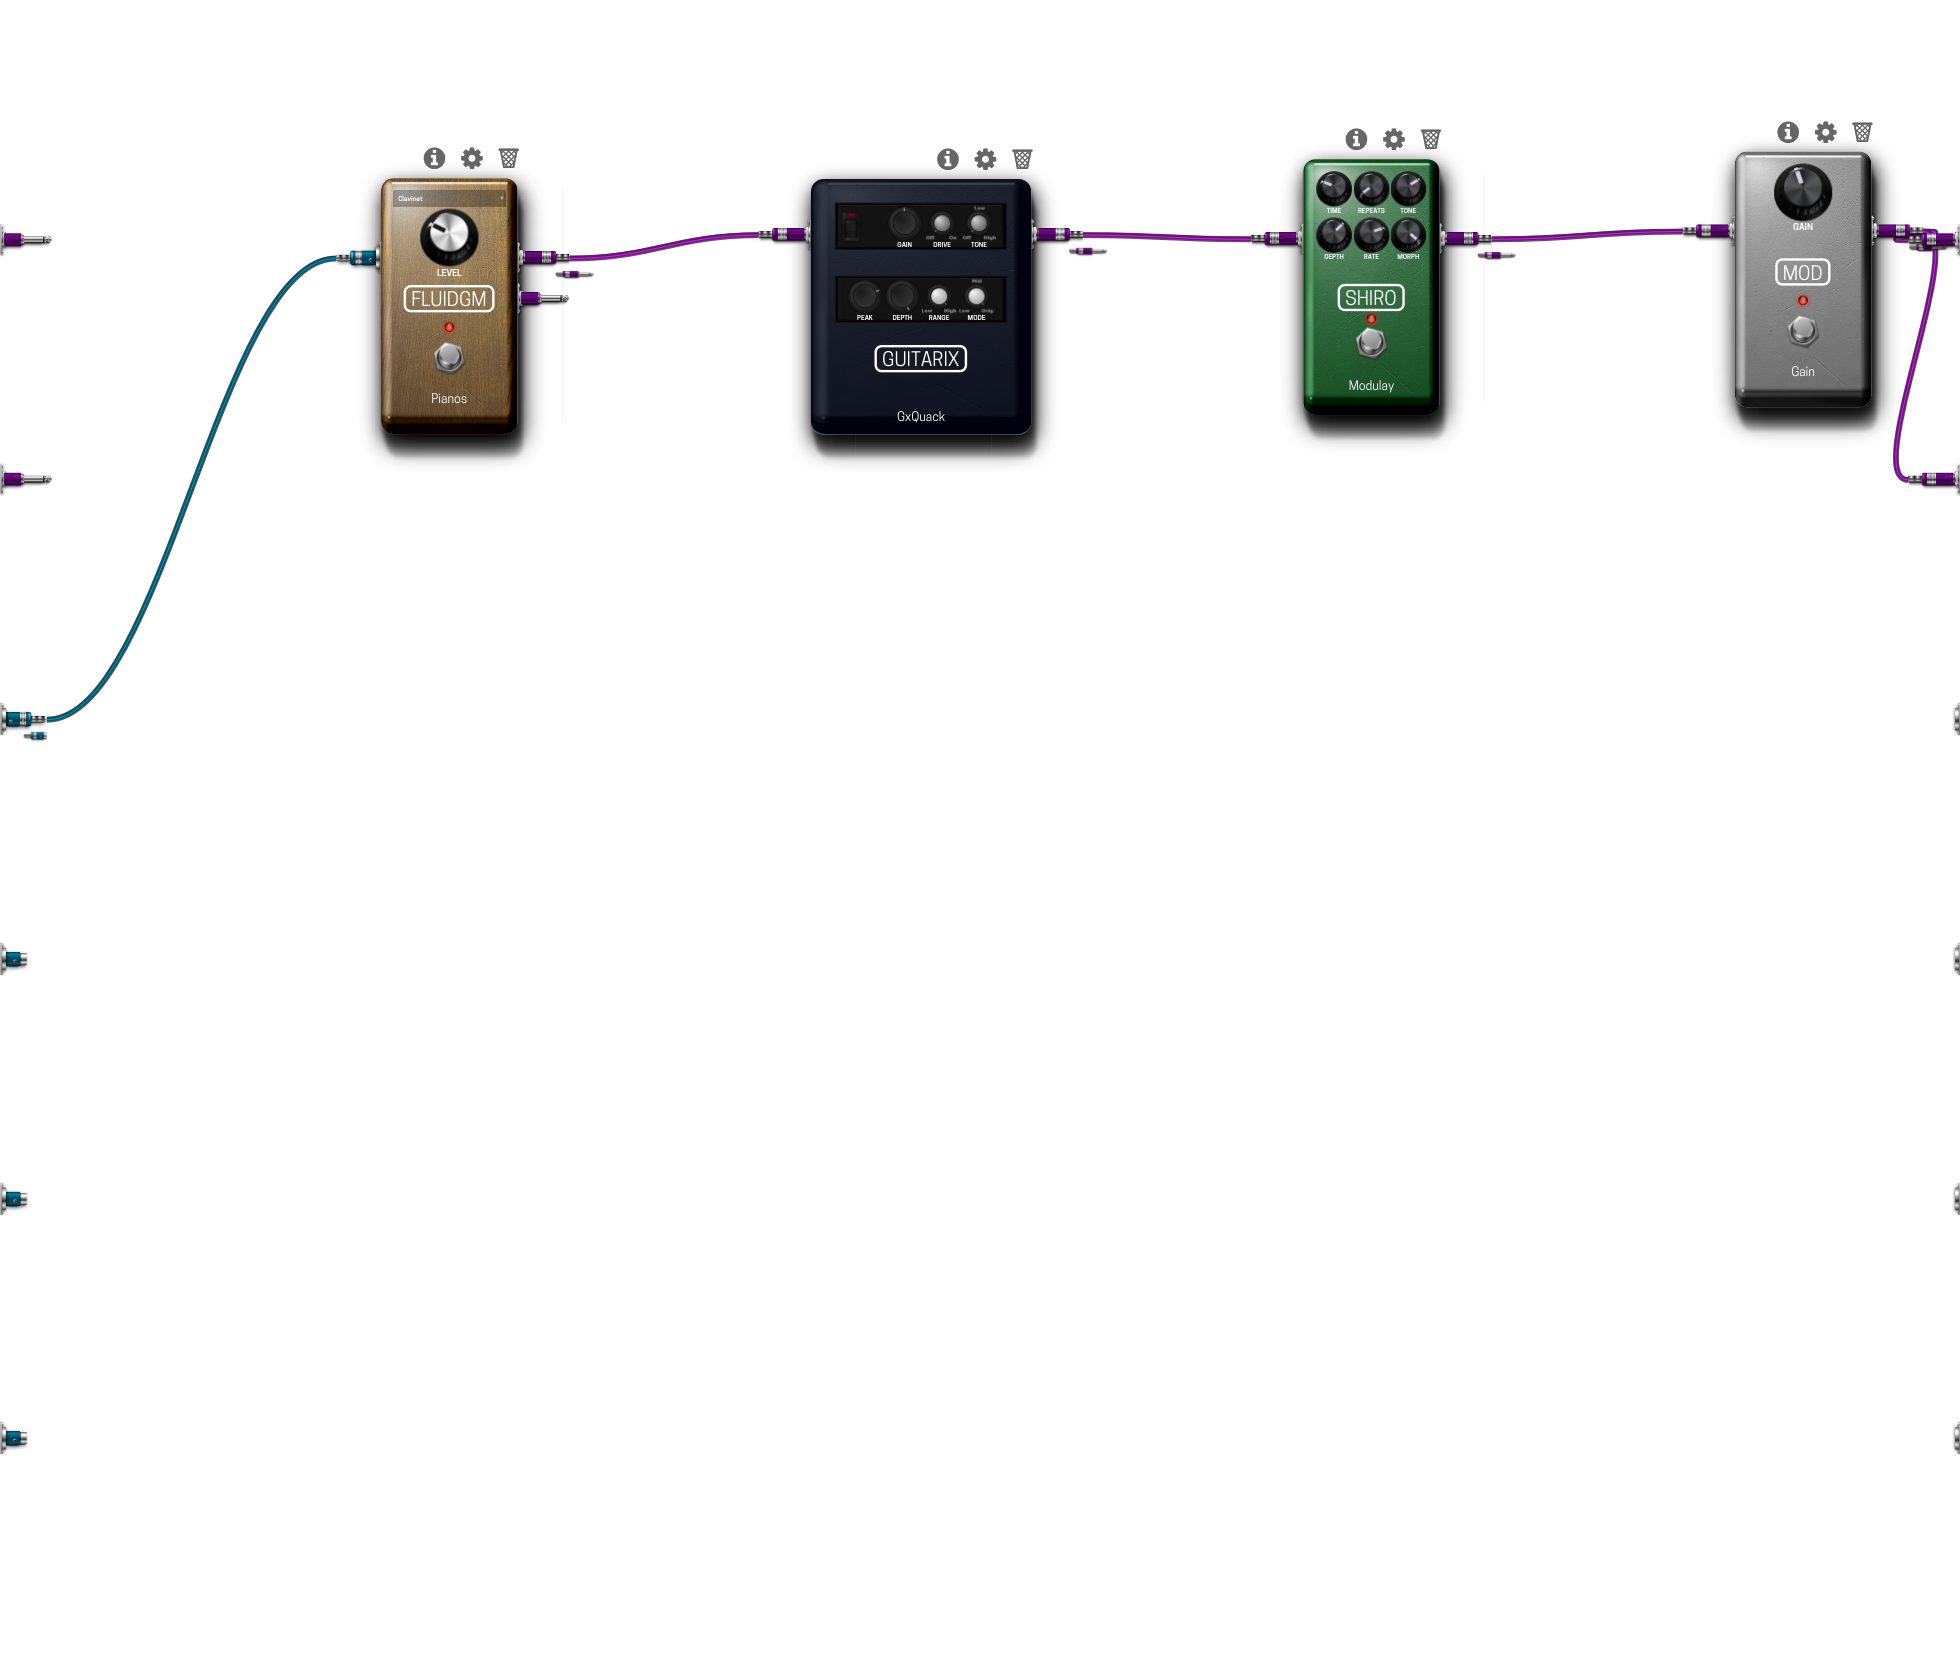 Clavinet
LEVEL
FLUIDGM
Pianos
GAIN
Off
On
DRIVE
Low
Off
High
TONE
PEAK
DEPTH
Low
High
RANGE
Mid
Low
Orig
MODE
GUITARIX
GxQuack
TIME
REPEATS
TONE
DEPTH
RATE
MORPH
SHIRO
Modulay
GAIN
MOD
Gain